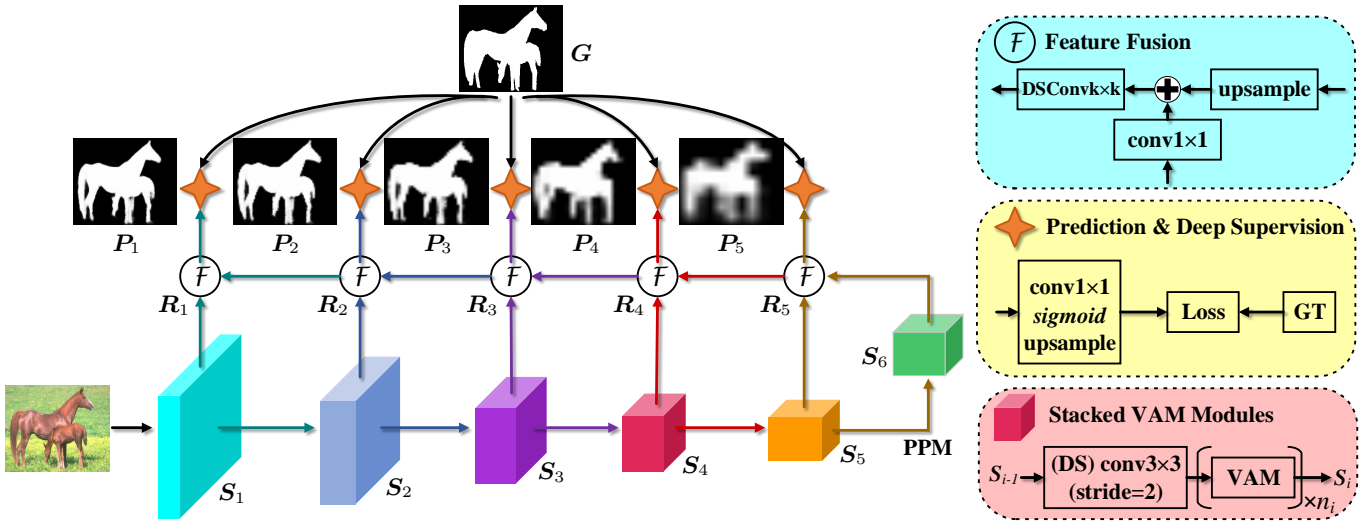 G
P1
P2
P3
P4
P5
F
F
F
F
F
R1
R2
R3
R4
R5
S1
S2
S3
S4
S5
S6
PPM
F Feature Fusion
DSConvk×k
upsample
conv1×1
Prediction & Deep Supervision
conv1×1
sigmoid
upsample
Loss
GT
Stacked VAM Modules
Si-1
(DS) conv3×3
(stride=2)
VAM
×ni
Si